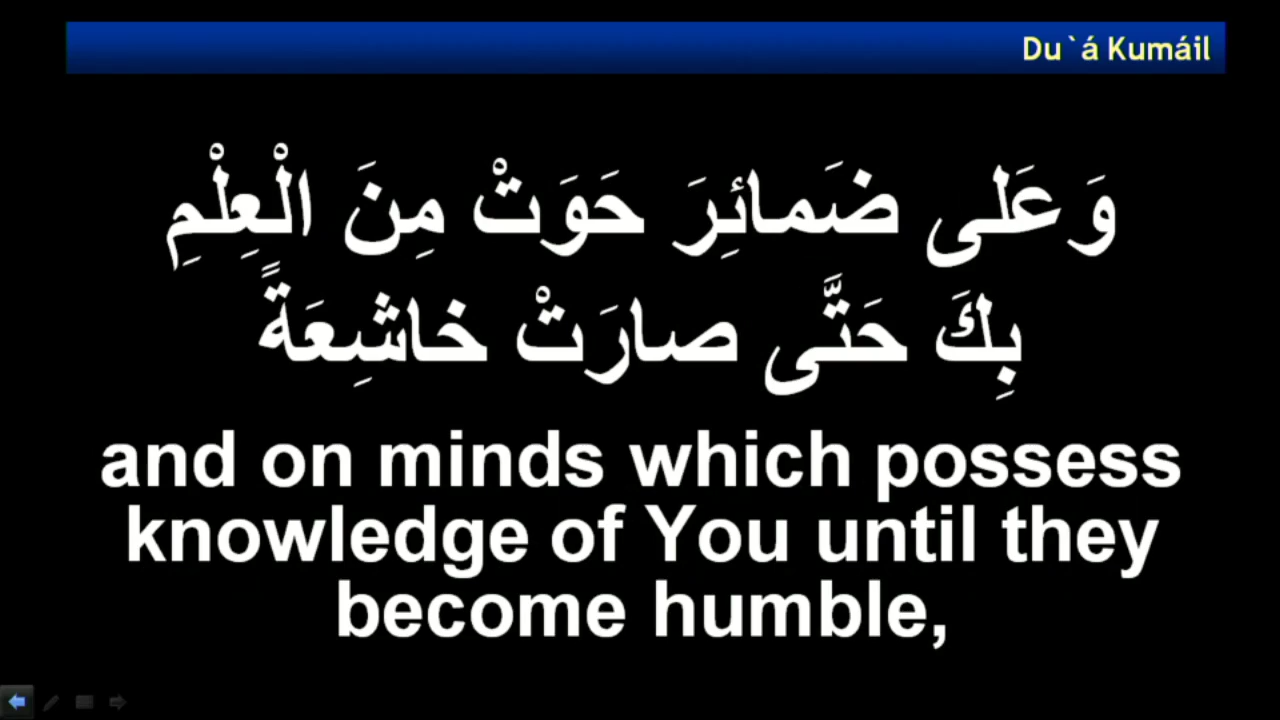 Du`á Kumáil
وَعَلى ضَمائِرَ حَوَتْ مِنَ الْعِلْمِ
بِكَ حَتَّى صارَتْ خاشِعَةً
and on minds which possess
knowledge of You until they
become humble,